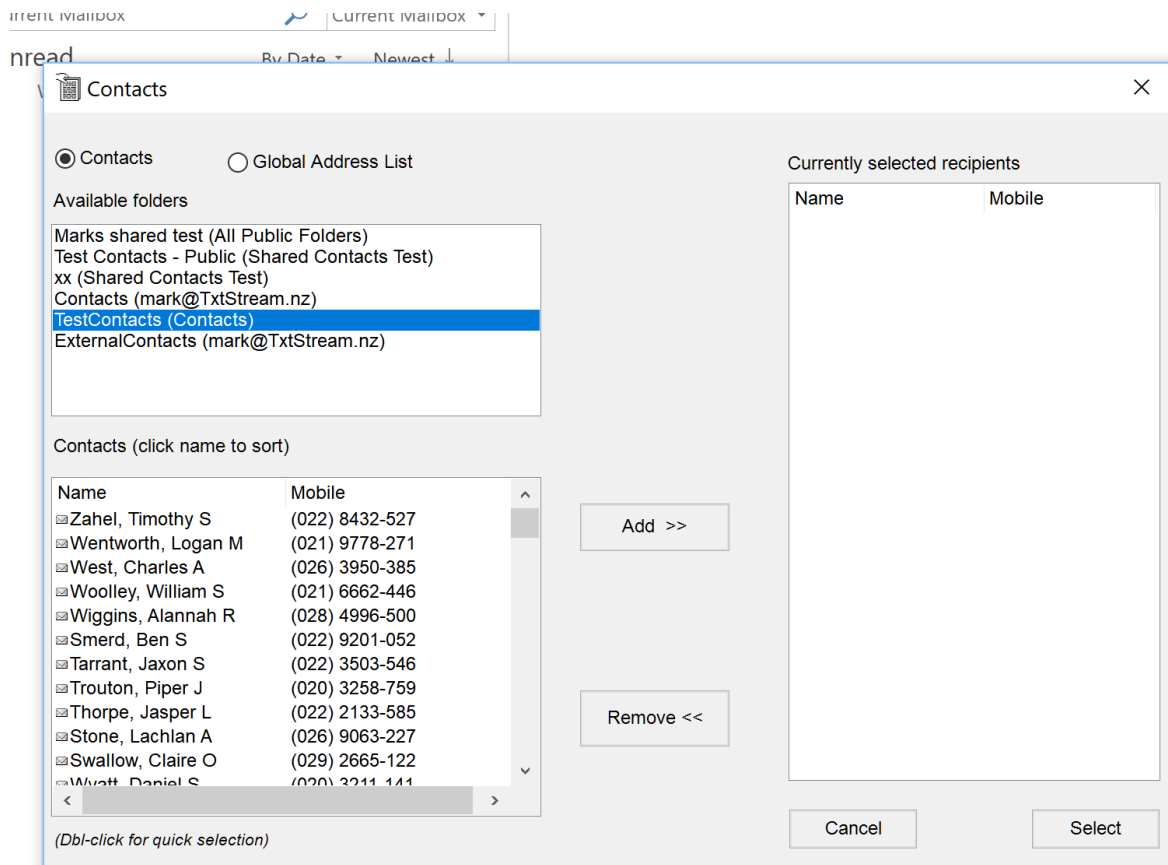 Current Mailbox
By Date Newest
Contacts
Contacts
Global Address List
Available folders
Marks shared test (All Public Folders)
Test Contacts - Public (Shared Contacts Test)
xx (Shared Contacts Test)
Contacts (mark@TxtStream.nz)
TestContacts (Contacts)
ExternalContacts (mark@TxtStream.nz)
Contacts (click name to sort)
Name Mobile
Zahel, Timothy S (022) 8432-527
Wentworth, Logan M (021) 9778-271
West, Charles A (026) 3950-385
Woolley, William S (021) 6662-446
Wiggins, Alannah R (028) 4996-500
Smerd, Ben S (022) 9201-052
Tarrant, Jaxon S (022) 3503-546
Trouton, Piper J (020) 3258-759
Thorpe, Jasper L (022) 2133-585
Stone, Lachlan A (026) 9063-227
Swallow, Claire O (029) 2665-122
Wyatt, Daniel S (020) 3211-141
(Dbl-click for quick selection)
Add >>
Remove <<
Currently selected recipients
Name Mobile
Cancel
Select